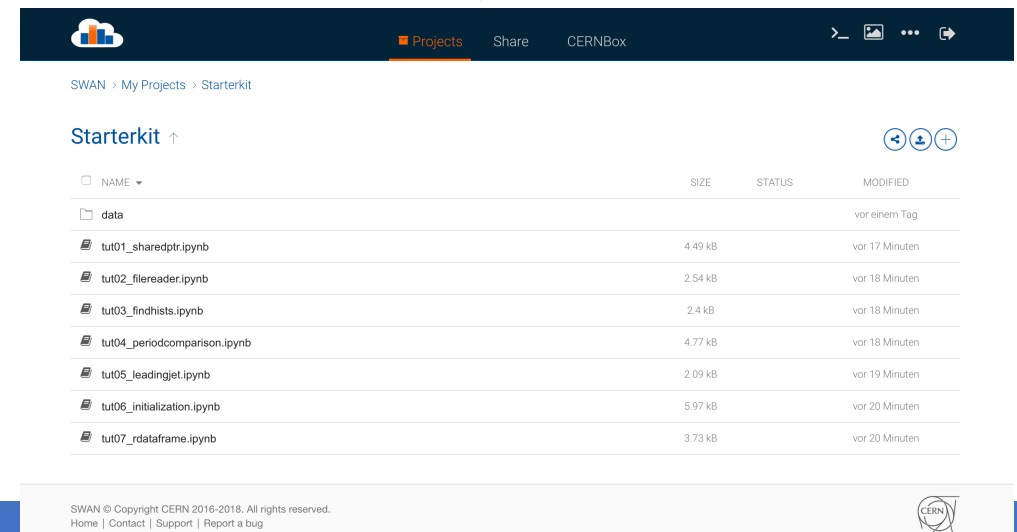 Projects Share CERNBox
SWAN > My Projects > Starterkit
Starterkit ↑
NAME SIZE STATUS MODIFIED
data vor einem Tag
tut01_sharedptr.ipynb 4.49 kB vor 17 Minuten
tut02_filereader.ipynb 2.54 kB vor 18 Minuten
tut03_findhists.ipynb 2.4 kB vor 18 Minuten
tut04_periodcomparison.ipynb 4.77 kB vor 18 Minuten
tut05_leadingjet.ipynb 2.09 kB vor 19 Minuten
tut06_initialization.ipynb 5.97 kB vor 20 Minuten
tut07_rdataframe.ipynb 3.73 kB vor 20 Minuten
SWAN © Copyright CERN 2016-2018. All rights reserved.
Home | Contact | Support | Report a bug
CERN